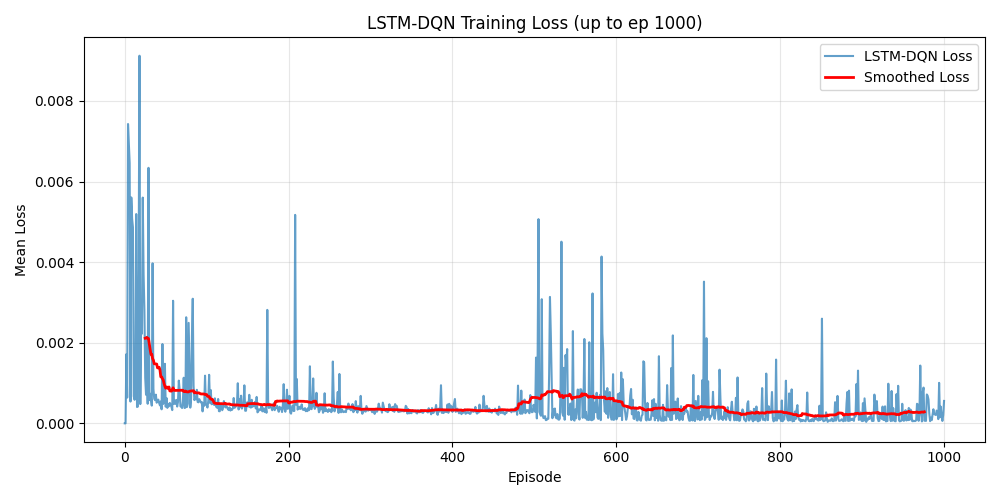 LSTM-DQN Training Loss (up to ep 1000)
LSTM-DQN Loss
Smoothed Loss
Mean Loss
0.008
0.006
0.004
0.002
0.000
0
200
400
600
800
1000
Episode